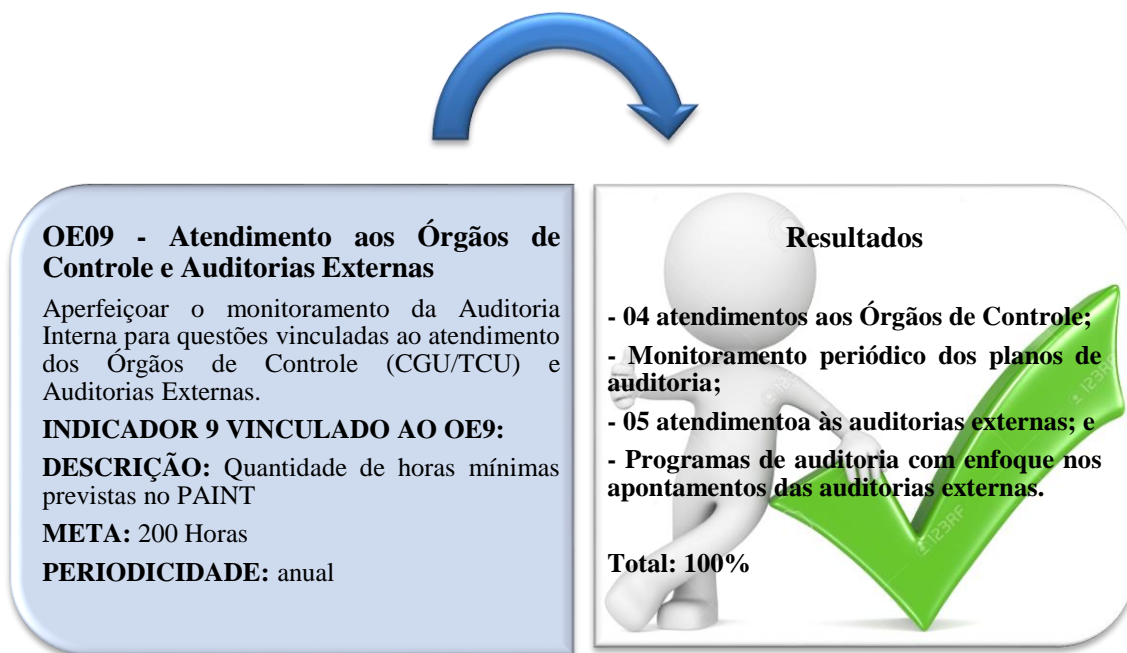 OE09 - Atendimento aos Órgãos de
Controle e Auditorias Externas
Aperfeiçoar o monitoramento da Auditoria
Interna para questões vinculadas ao atendimento
dos Órgãos de Controle (CGU/TCU) e
Auditorias Externas.
INDICADOR 9 VINCULADO AO OE9:
DESCRIÇÃO: Quantidade de horas mínimas
previstas no PAINT
META: 200 Horas
PERIODICIDADE: anual
Resultados
- 04 atendimentos aos Órgãos de Controle;
- Monitoramento periódico dos planos de
auditoria;
- 05 atendimentoa às auditorias externas; e
- Programas de auditoria com enfoque nos
apontamentos das auditorias externas.
Total: 100%
123RF
123RF